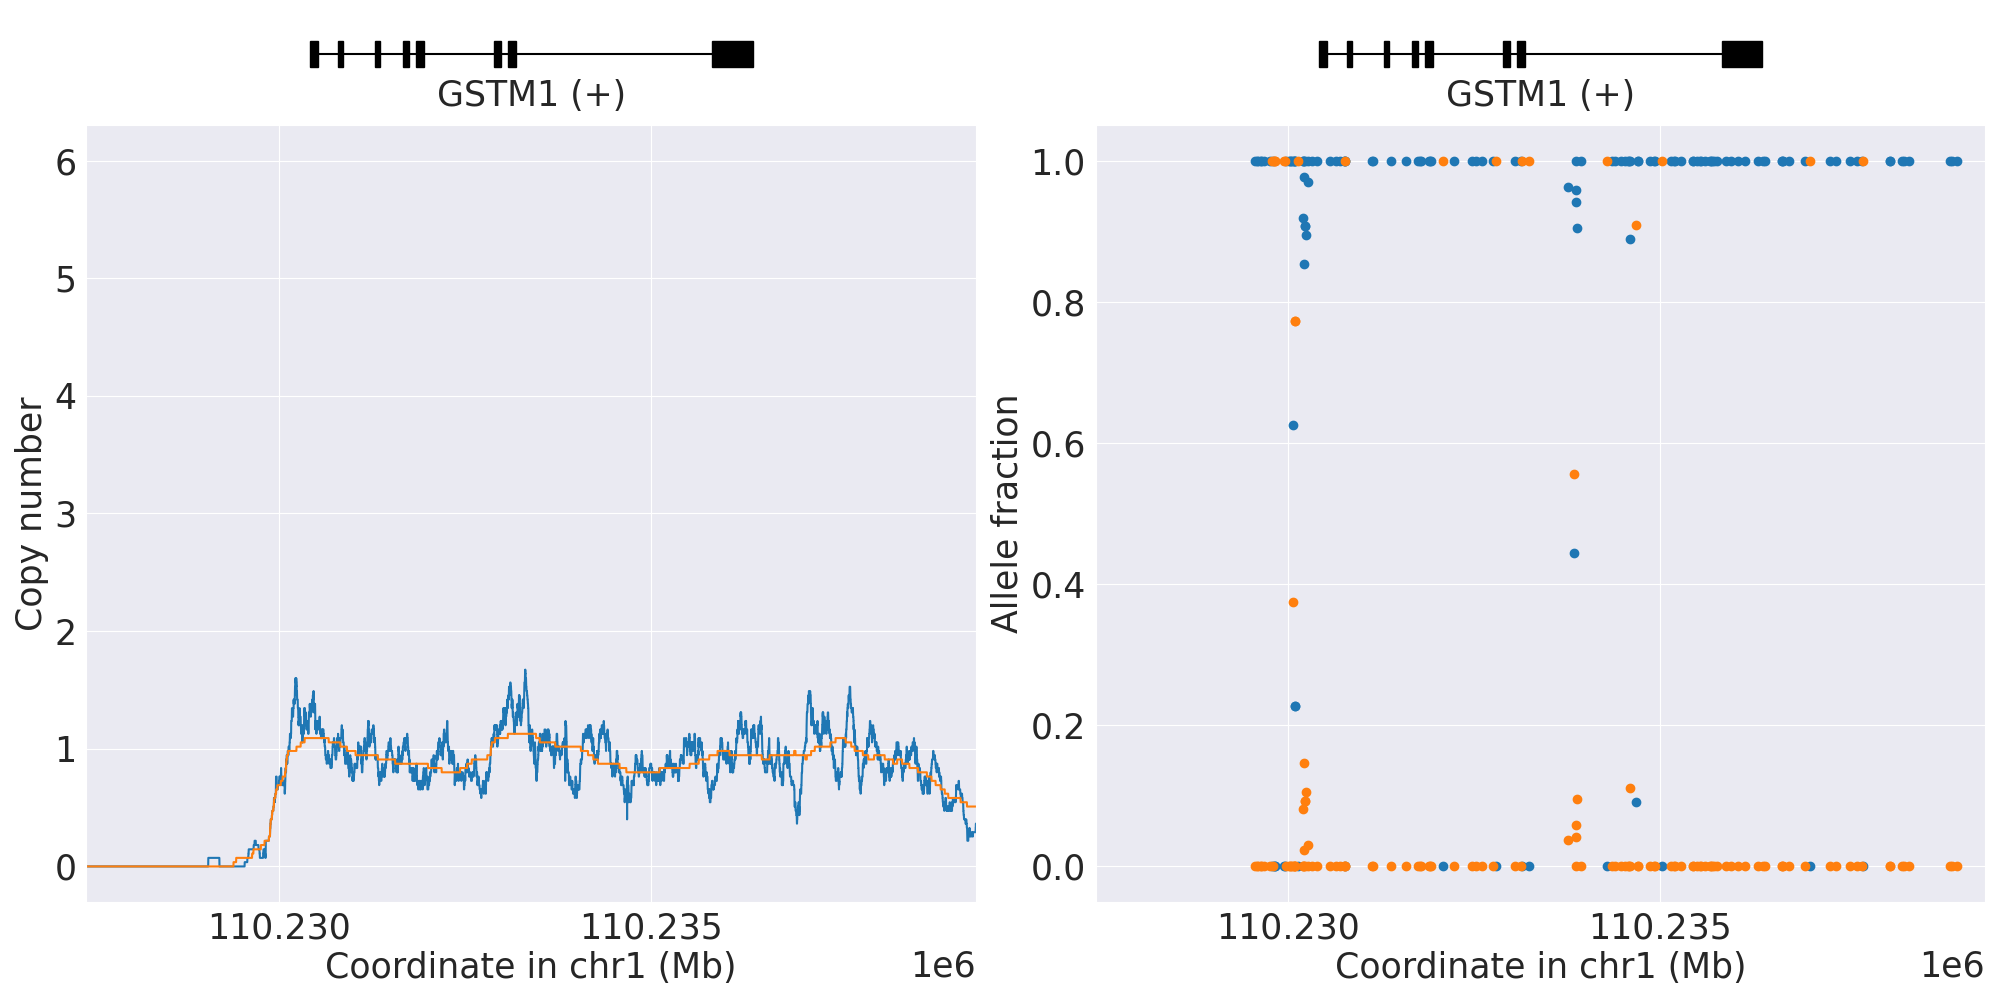 GSTM1 (+)
6
5
4
3
2
1
0
Copy number
110.230
110.235
Coordinate in chr1 (Mb)
1e6
GSTM1 (+)
1.0
0.8
0.6
0.4
0.2
0.0
Allele fraction
110.230
110.235
Coordinate in chr1 (Mb)
1e6